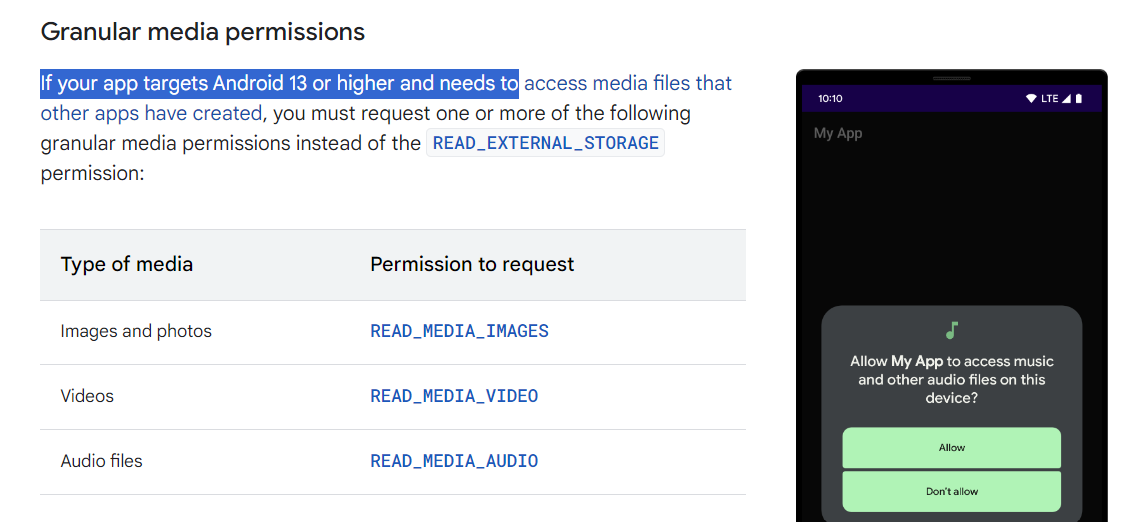 Granular media permissions
If your app targets Android 13 or higher and needs to access media files that
other apps have created, you must request one or more of the following
granular media permissions instead of the READ_EXTERNAL_STORAGE
permission:
Type of media Permission to request
Images and photos READ_MEDIA_IMAGES
Videos READ_MEDIA_VIDEO
Audio files READ_MEDIA_AUDIO
10:10 LTE
My App
Allow My App to access music
and other audio files on this
device?
Allow
Don't allow